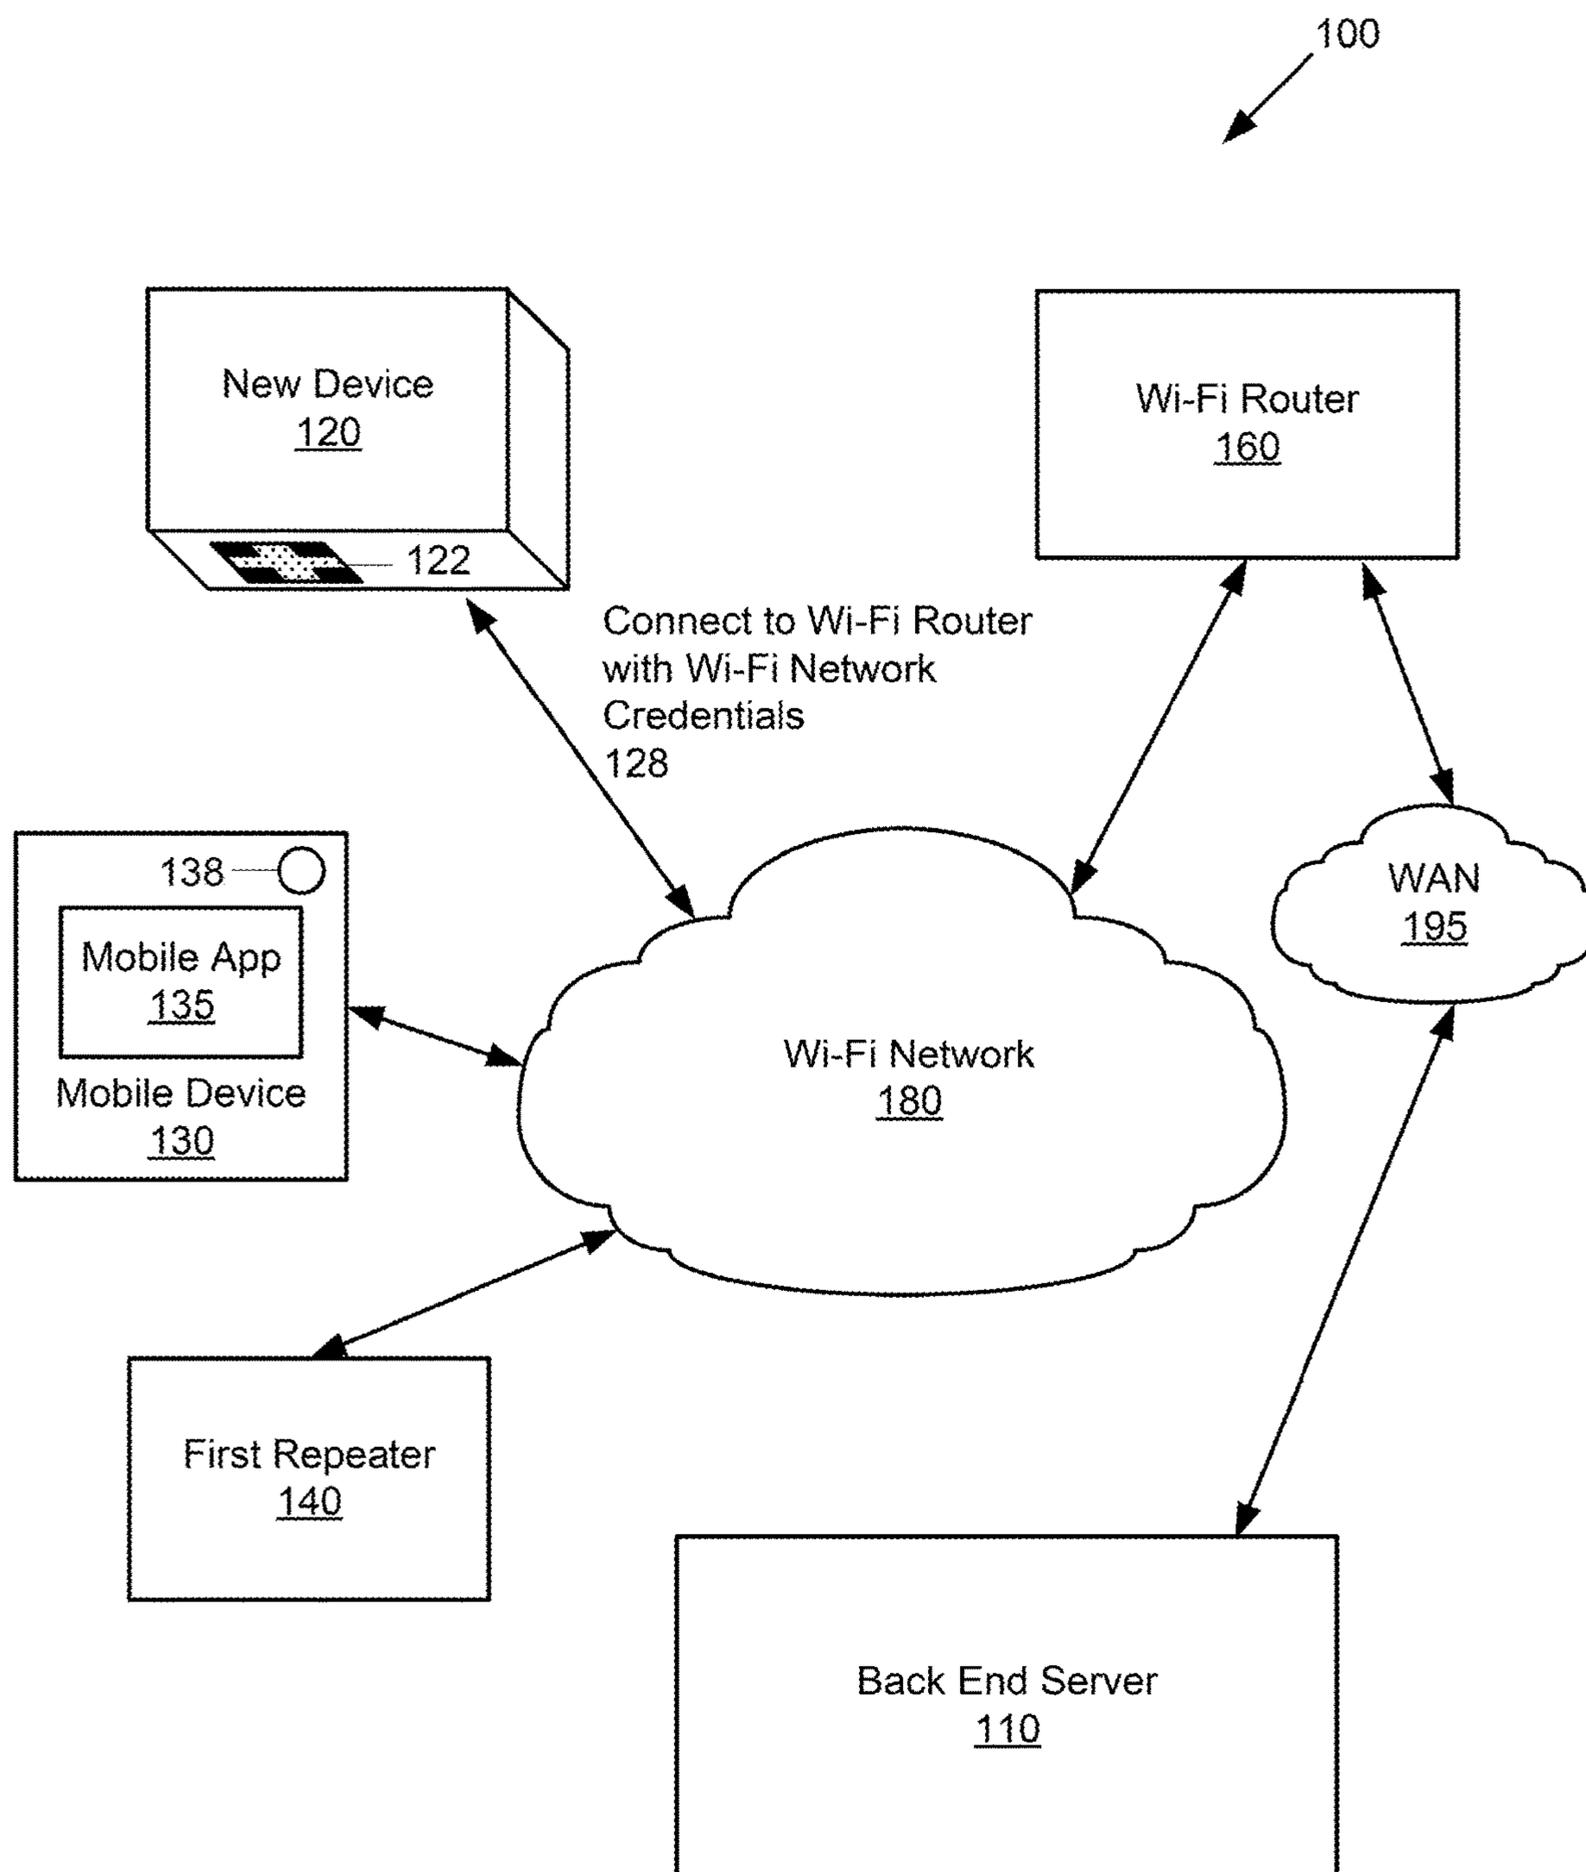 100
New Device
120
122
Wi-Fi Router
160
Connect to Wi-Fi Router
with Wi-Fi Network
Credentials
128
138
Mobile App
135
Mobile Device
130
WAN
195
Wi-Fi Network
180
First Repeater
140
Back End Server
110